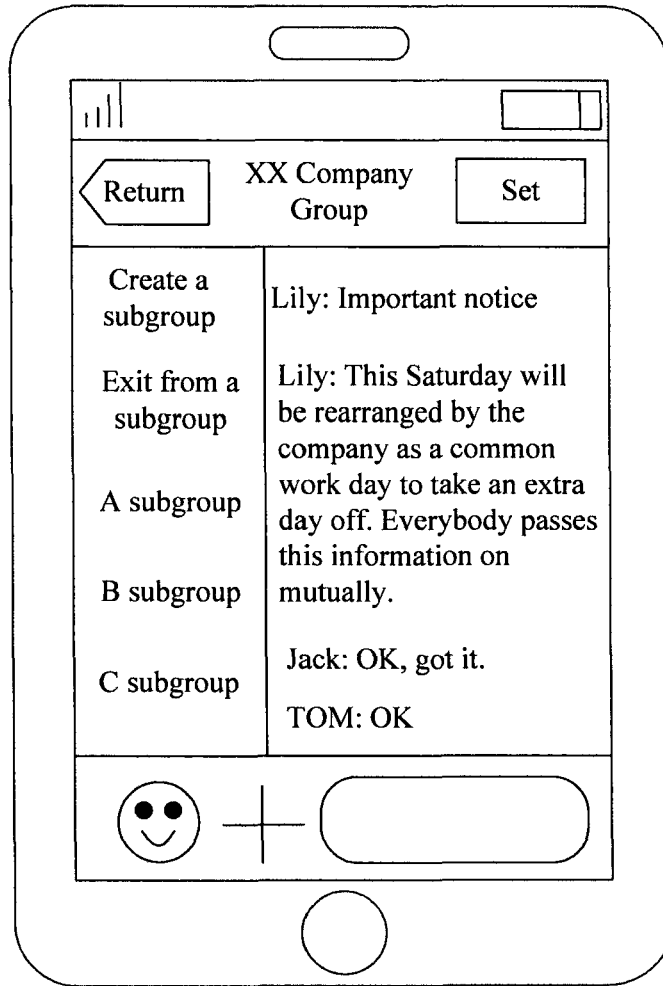 Return
XX Company
Group
Set
Create a
subgroup
Exit from a
subgroup
A subgroup
B subgroup
C subgroup
Lily: Important notice
Lily: This Saturday will
be rearranged by the
company as a common
work day to take an extra
day off. Everybody passes
this information on
mutually.
Jack: OK, got it.
TOM: OK